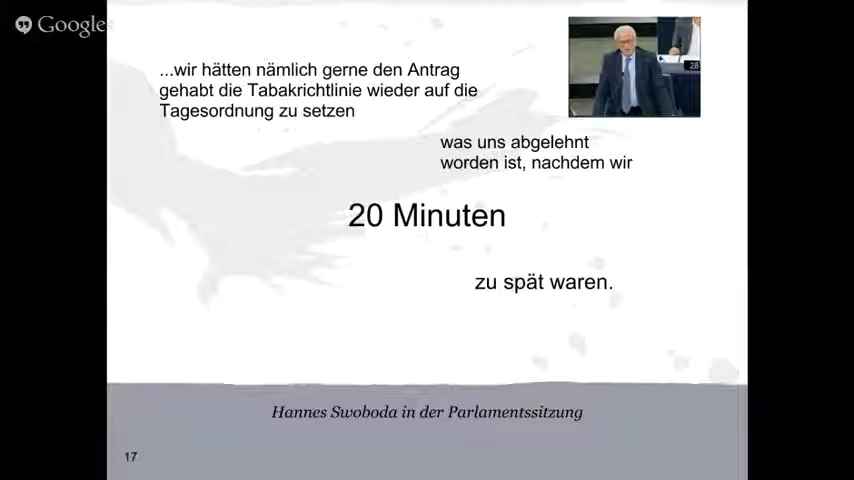 Google
...wir hätten nämlich gerne den Antrag
gehabt die Tabakrichtlinie wieder auf die
Tagesordnung zu setzen
28
was uns abgelehnt
worden ist, nachdem wir
20 Minuten
zu spät waren.
Hannes Swoboda in der Parlamentssitzung
17